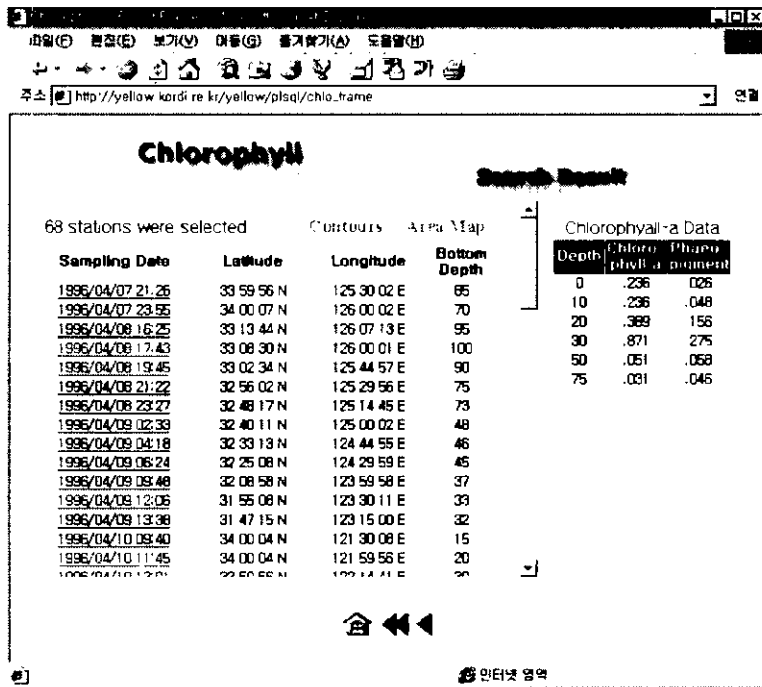 파일(F) 편집(E) 보기(V) 이동(G) 즐겨찾기(A) 도움말(H)
주소 http://yellow.kordi.re.kr/yellow/plsql/chlo_frame 연결
Chlorophyll
Search Result
68 stations were selected Contours Area Map
Sampling Date Latitude Longitude Bottom Depth
1996/04/07 21:26 33 59 56 N 125 30 02 E 65
1996/04/07 23:55 34 00 07 N 126 00 02 E 70
1996/04/08 16:25 33 13 44 N 126 07 13 E 95
1996/04/08 17:43 33 08 30 N 126 00 01 E 100
1996/04/08 19:45 33 02 34 N 125 44 57 E 90
1996/04/08 21:22 32 56 02 N 125 29 56 E 75
1996/04/08 23:27 32 48 17 N 125 14 45 E 73
1996/04/09 02:33 32 40 11 N 125 00 02 E 48
1996/04/09 04:18 32 33 13 N 124 44 55 E 46
1996/04/09 06:24 32 25 08 N 124 29 59 E 45
1996/04/09 09:48 32 08 58 N 123 59 58 E 37
1996/04/09 12:06 31 55 08 N 123 30 11 E 33
1996/04/09 13:38 31 47 15 N 123 15 00 E 32
1996/04/10 09:40 34 00 04 N 121 30 08 E 15
1996/04/10 11:45 34 00 04 N 121 59 56 E 20
Chlorophyall-a Data
Depth Chloro phyll-a Phaeo pigment
0 .236 .026
10 .236 .048
20 .389 .156
30 .871 .275
50 .051 .058
75 .031 .046
인터넷 영역